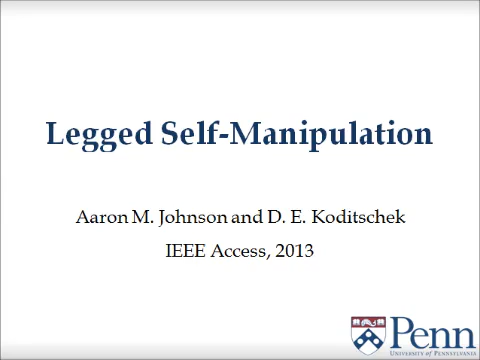 Legged Self-Manipulation
Aaron M. Johnson and D. E. Koditschek
IEEE Access, 2013
Penn
UNIVERSITY OF PENNSYLVANIA